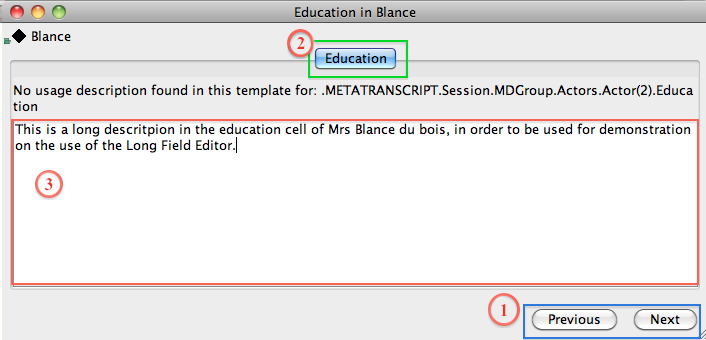 Education in Blance
Blance
2
Education
No usage description found in this template for: .METATRANSCRIPT.Session.MDGroup.Actors.Actor(2).Educa
tion
This is a long descritpion in the education cell of Mrs Blance du bois, in order to be used for demonstration
on the use of the Long Field Editor.
3
1
Previous Next